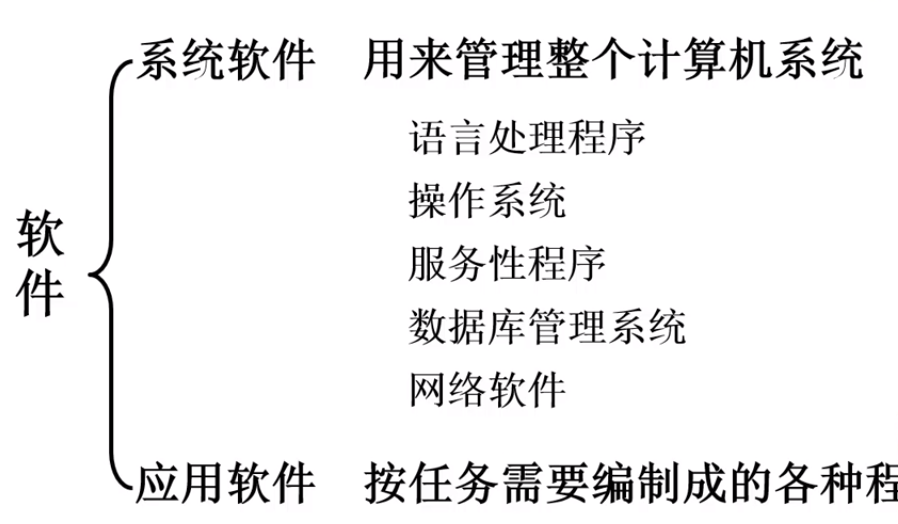 系统软件 用来管理整个计算机系统
语言处理程序
操作系统
服务性程序
数据库管理系统
网络软件
软件
应用软件 按任务需要编制成的各种程